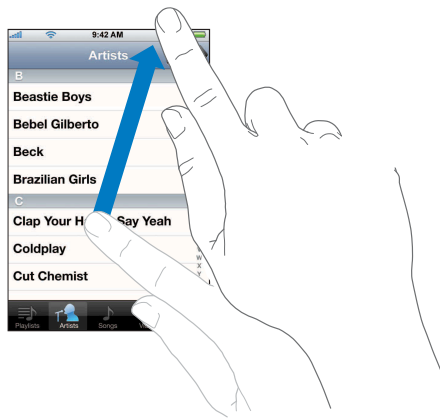 9:42 AM
Artists
B
Beastie Boys
Bebel Gilberto
Beck
Brazilian Girls
C
Clap Your H Say Yeah
Coldplay
Cut Chemist
W
X
Y
Playlists Artists Songs